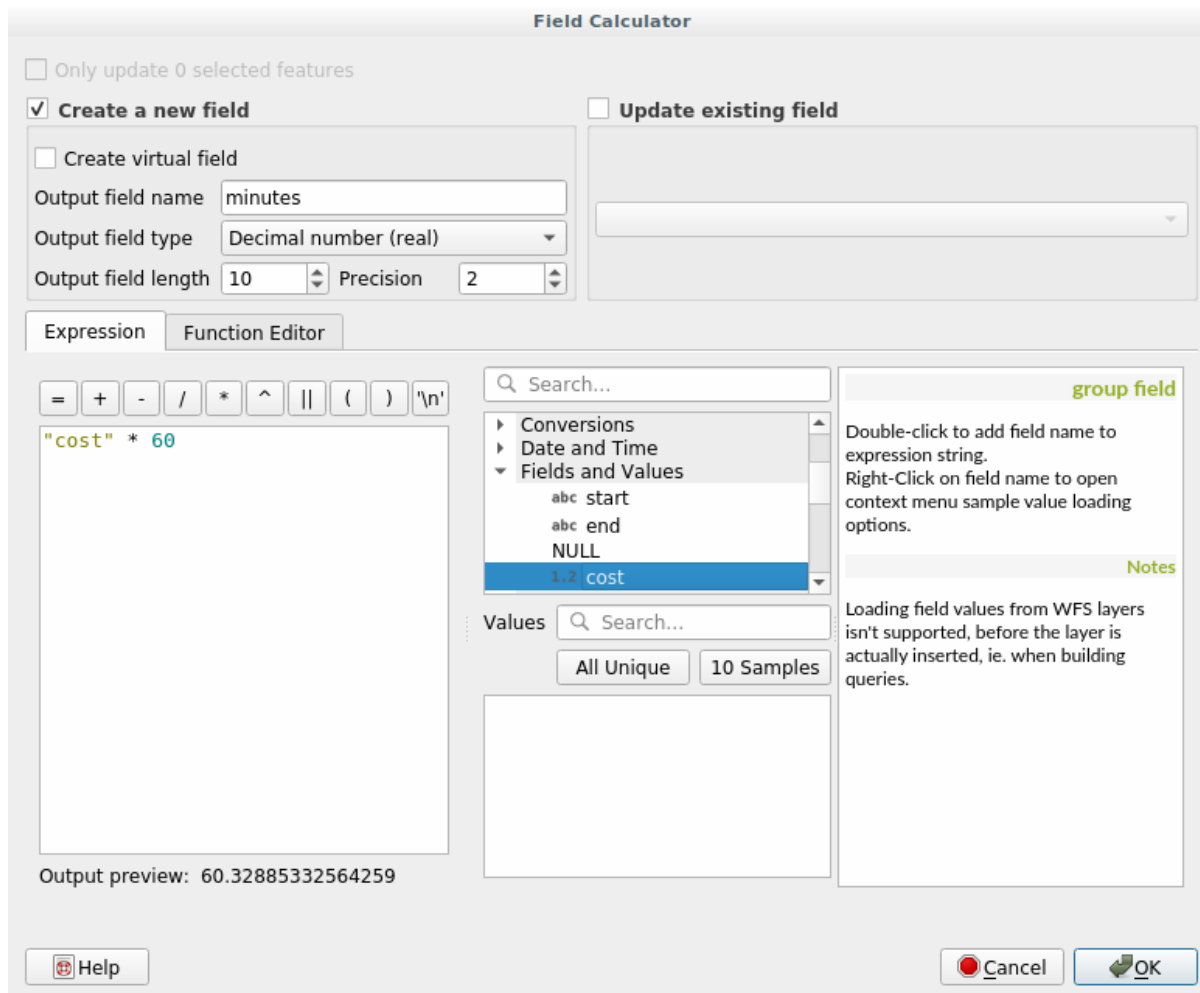 Field Calculator
Only update 0 selected features
Create a new field
Update existing field
Create virtual field
Output field name minutes
Output field type Decimal number (real)
Output field length 10 Precision 2
Expression Function Editor
= + - / * ^ || ( ) '\n'
"cost" * 60
Output preview: 60.32885332564259
Search...
Conversions
Date and Time
Fields and Values
abc start
abc end
NULL
1.2 cost
Values Search...
All Unique 10 Samples
group field
Double-click to add field name to
expression string.
Right-Click on field name to open
context menu sample value loading
options.
Notes
Loading field values from WFS layers
isn't supported, before the layer is
actually inserted, ie. when building
queries.
Help Cancel OK